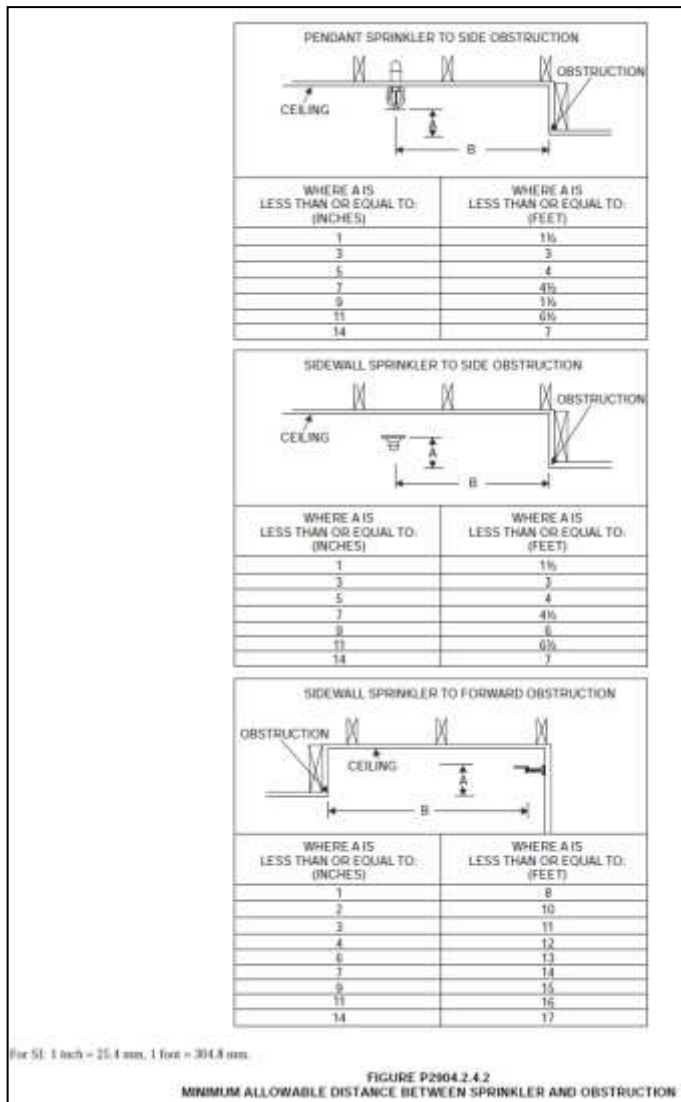 PENDANT SPRINKLER TO SIDE OBSTRUCTION
OBSTRUCTION
CEILING
A
B
WHERE A IS LESS THAN OR EQUAL TO: (INCHES) WHERE A IS LESS THAN OR EQUAL TO: (FEET)
1 1½
3 3
5 4
7 4½
9 1½
11 6½
14 7
SIDEWALL SPRINKLER TO SIDE OBSTRUCTION
OBSTRUCTION
CEILING
A
B
WHERE A IS LESS THAN OR EQUAL TO: (INCHES) WHERE A IS LESS THAN OR EQUAL TO: (FEET)
1 1½
3 3
5 4
7 4½
9 6
11 6½
14 7
SIDEWALL SPRINKLER TO FORWARD OBSTRUCTION
OBSTRUCTION
CEILING
A
B
WHERE A IS LESS THAN OR EQUAL TO: (INCHES) WHERE A IS LESS THAN OR EQUAL TO: (FEET)
1 8
2 10
3 11
4 12
6 13
7 14
9 15
11 16
14 17
For SI: 1 inch = 25.4 mm, 1 foot = 304.8 mm.
FIGURE P2904.2.4.2
MINIMUM ALLOWABLE DISTANCE BETWEEN SPRINKLER AND OBSTRUCTION